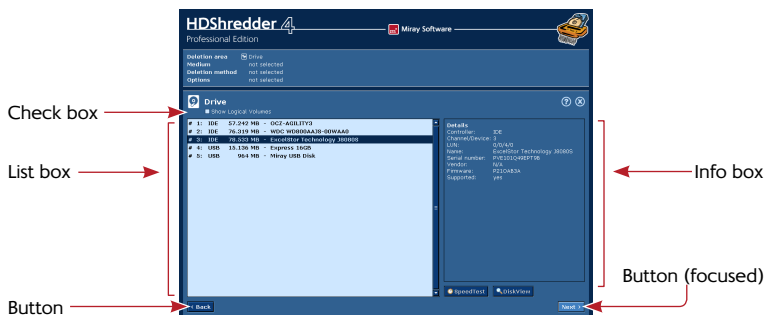 HDShredder 4
Professional Edition
Miray Software
Deletion area Drive
Medium not selected
Deletion method not selected
Options not selected
Drive
Show Logical Volumes
Check box
# 1: IDE 57.242 MB - OCZ-AGILITY3
# 2: IDE 76.319 MB - WDC WD800AAJS-00WAA0
# 3: IDE 78.533 MB - ExcelStor Technology J8080S
# 4: USB 15.136 MB - Express 16GB
# 5: USB 964 MB - Miray USB Disk
List box
Details
Controller: IDE
Channel/Device: 3
LUN: 0/0/4/0
Name: ExcelStor Technology J8080S
Serial number: PVE101Q49EPT9B
Vendor: N/A
Firmware: P21OAB3A
Supported: yes
Info box
SpeedTest
DiskView
Button (focused)
Button
< Back
Next >